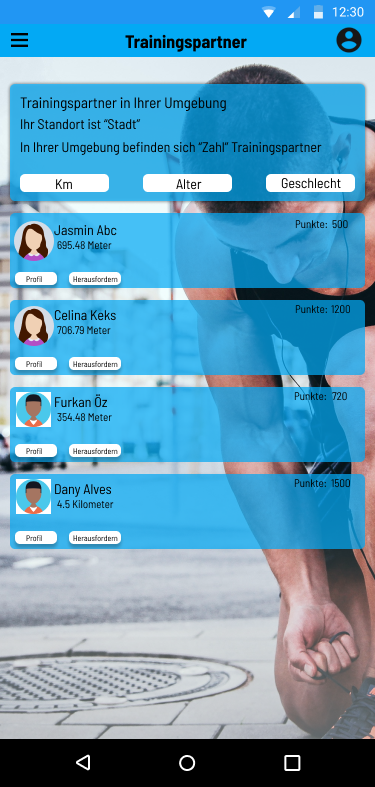 12:30
Trainingspartner
Trainingspartner in Ihrer Umgebung
Ihr Standort ist “Stadt”
In Ihrer Umgebung befinden sich “Zahl” Trainingspartner
Km Alter Geschlecht
Jasmin Abc Punkte: 500
695.48 Meter
Profil Herausfordern
Celina Keks Punkte: 1200
706.79 Meter
Profil Herausfordern
Furkan Öz Punkte: 720
354.48 Meter
Profil Herausfordern
Dany Alves Punkte: 1500
4.5 Kilometer
Profil Herausfordern